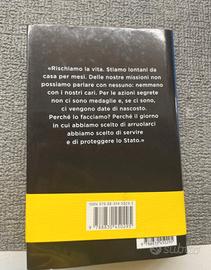 «Rischiamo la vita. Stiamo lontani da
casa per mesi. Delle nostre missioni non
possiamo parlare con nessuno: nemmeno
con i nostri cari. Per le azioni segrete
non ci sono medaglie e, se ci sono,
ci vengono date di nascosto.
Perché lo facciamo? Perché il giorno
in cui abbiamo scelto di arruolarci
abbiamo scelto di servire
e di proteggere lo Stato.»